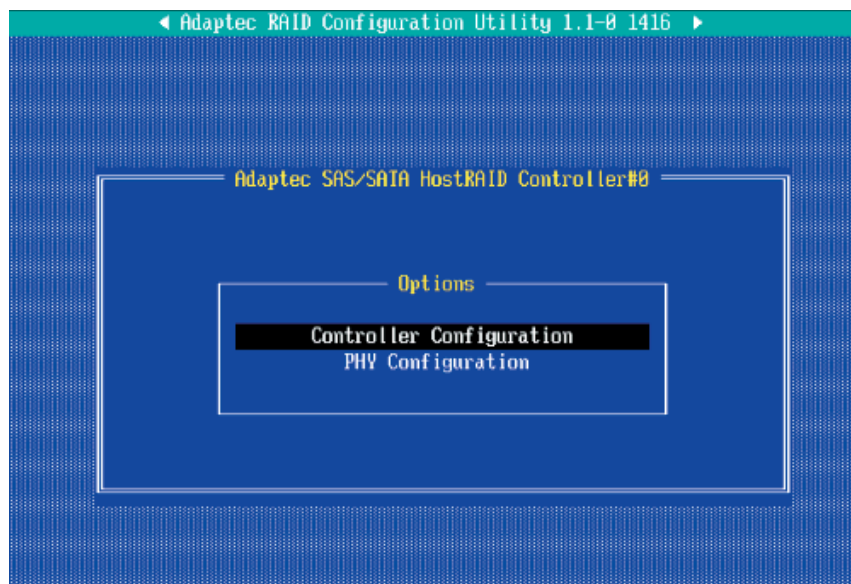 Adaptec RAID Configuration Utility 1.1-0 1416
Adaptec SAS/SATA HostRAID Controller#0
Options
Controller Configuration
PHY Configuration